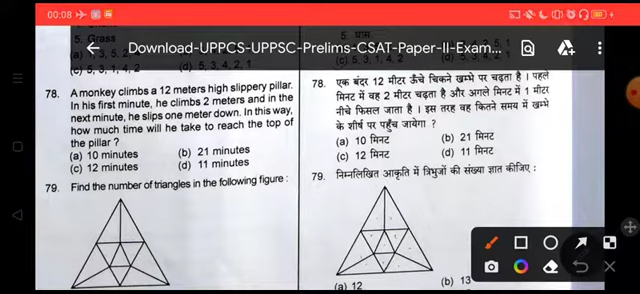 00:08
5. Grass
5. घास
Download-UPPCS-UPPSC-Prelims-CSAT-Paper-II-Exam...
(c) 5, 3, 1, 4, 2 (d) 5, 3, 4, 2, 1
78. A monkey climbs a 12 meters high slippery pillar.
In his first minute, he climbs 2 meters and in the
next minute, he slips one meter down. In this way,
how much time will he take to reach the top of
the pillar ?
(a) 10 minutes (b) 21 minutes
(c) 12 minutes (d) 11 minutes
79. Find the number of triangles in the following figure :
78. एक बंदर 12 मीटर ऊँचे चिकने खम्भे पर चढ़ता है । पहले
मिनट में वह 2 मीटर चढ़ता है और अगले मिनट में 1 मीटर
नीचे फिसल जाता है । इस तरह वह कितने समय में खम्भे
के शीर्ष पर पहुँच जायेगा ?
(a) 10 मिनट (b) 21 मिनट
(c) 12 मिनट (d) 11 मिनट
79. निम्नलिखित आकृति में त्रिभुजों की संख्या ज्ञात कीजिए :
(a) 12 (b) 13